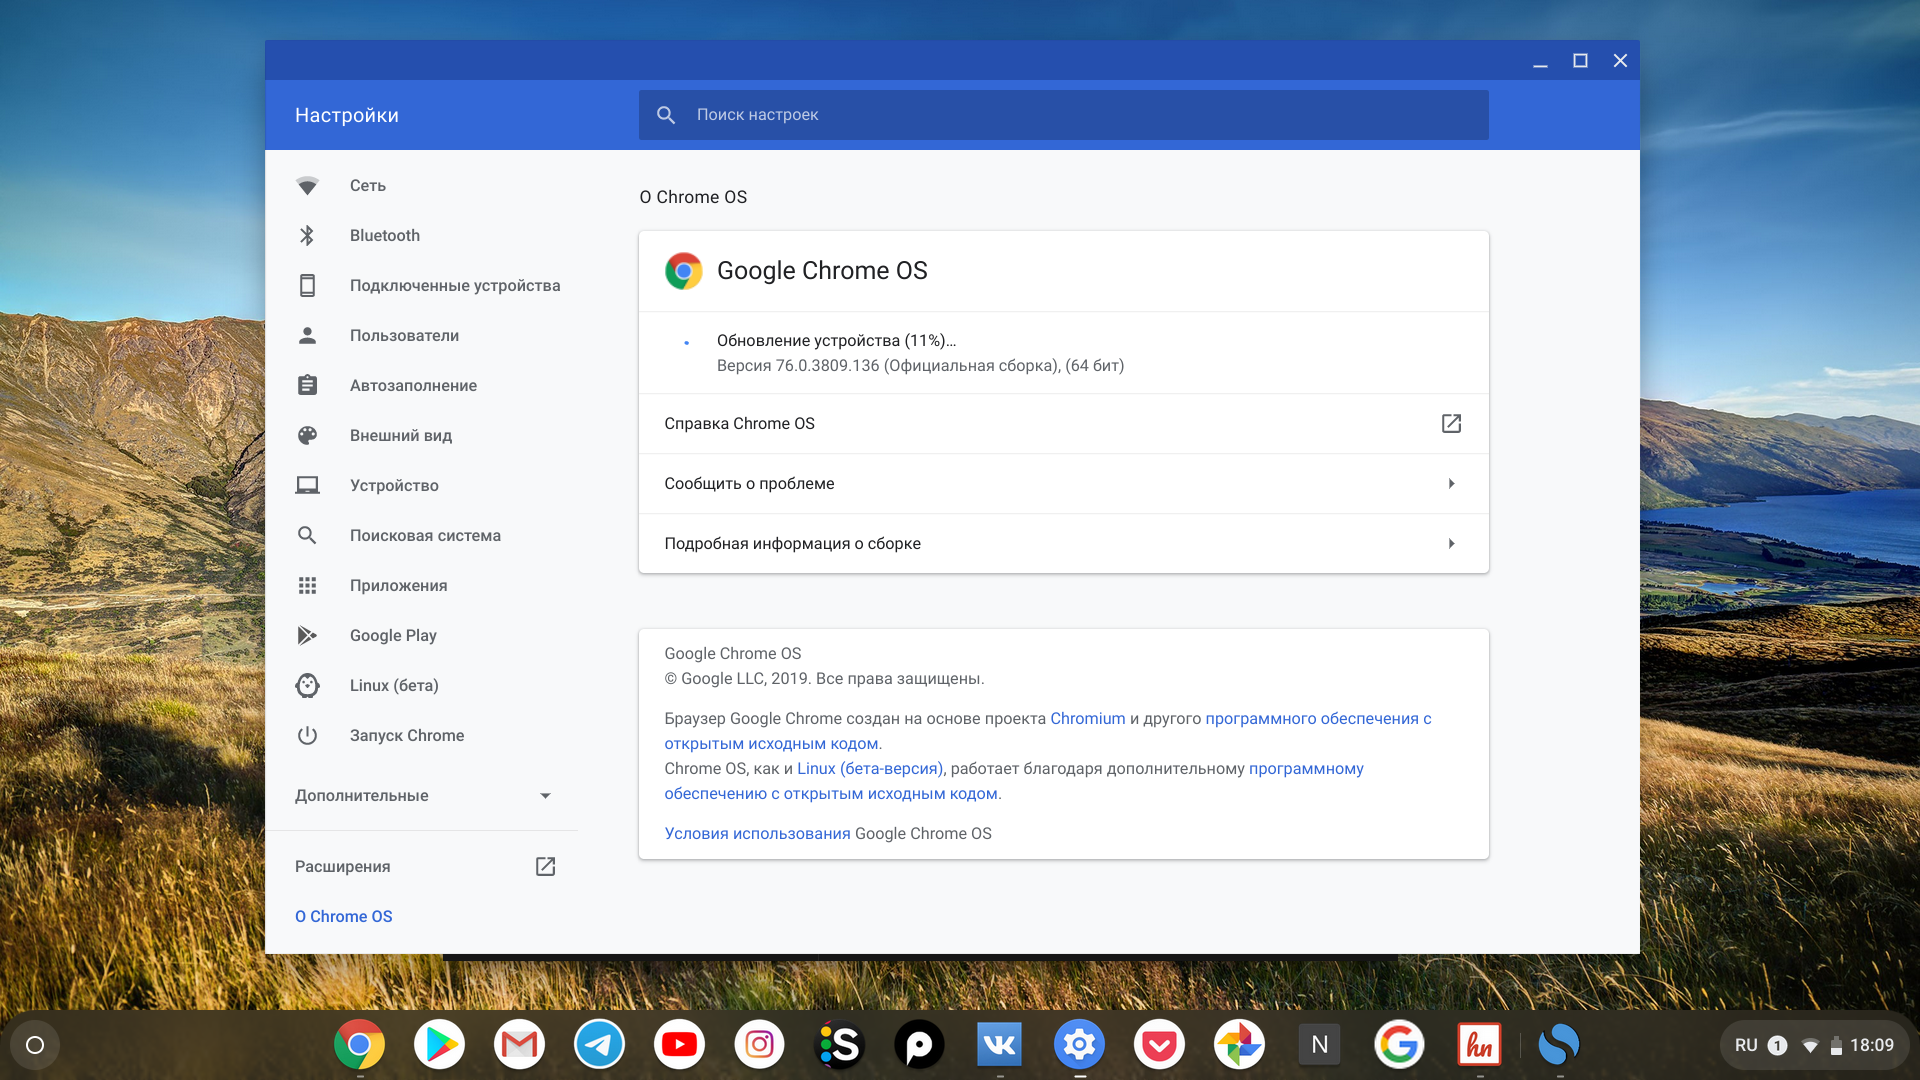 Настройки
Поиск настроек
Сеть
Bluetooth
Подключенные устройства
Пользователи
Автозаполнение
Внешний вид
Устройство
Поисковая система
Приложения
Google Play
Linux (бета)
Запуск Chrome
Дополнительные
Расширения
О Chrome OS
О Chrome OS
Google Chrome OS
Обновление устройства (11%)...
Версия 76.0.3809.136 (Официальная сборка), (64 бит)
Справка Chrome OS
Сообщить о проблеме
Подробная информация о сборке
Google Chrome OS
© Google LLC, 2019. Все права защищены.
Браузер Google Chrome создан на основе проекта Chromium и другого программного обеспечения с
открытым исходным кодом.
Chrome OS, как и Linux (бета-версия), работает благодаря дополнительному программному
обеспечению с открытым исходным кодом.
Условия использования Google Chrome OS
S
N
G
hn
RU 1 18:09